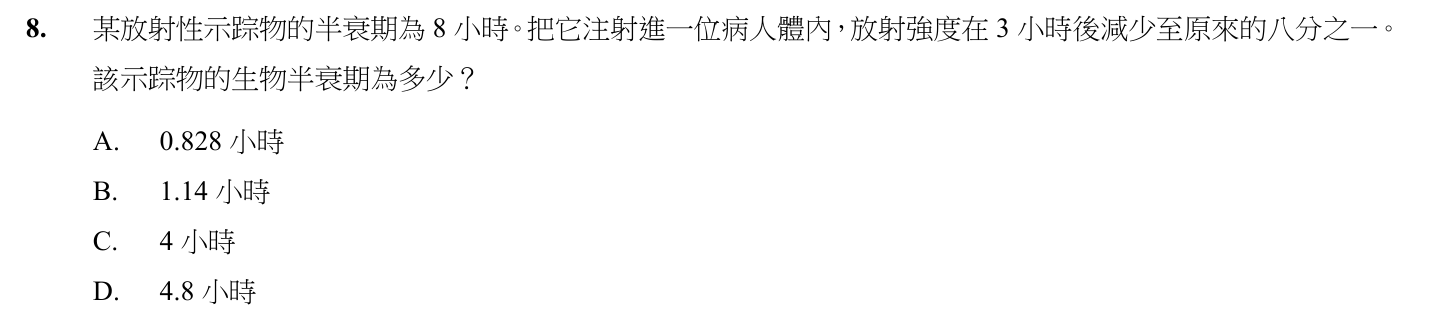 8. 某放射性示踪物的半衰期為 8 小時。把它注射進一位病人體內，放射強度在 3 小時後減少至原來的八分之一。
該示踪物的生物半衰期為多少？
A. 0.828 小時
B. 1.14 小時
C. 4 小時
D. 4.8 小時